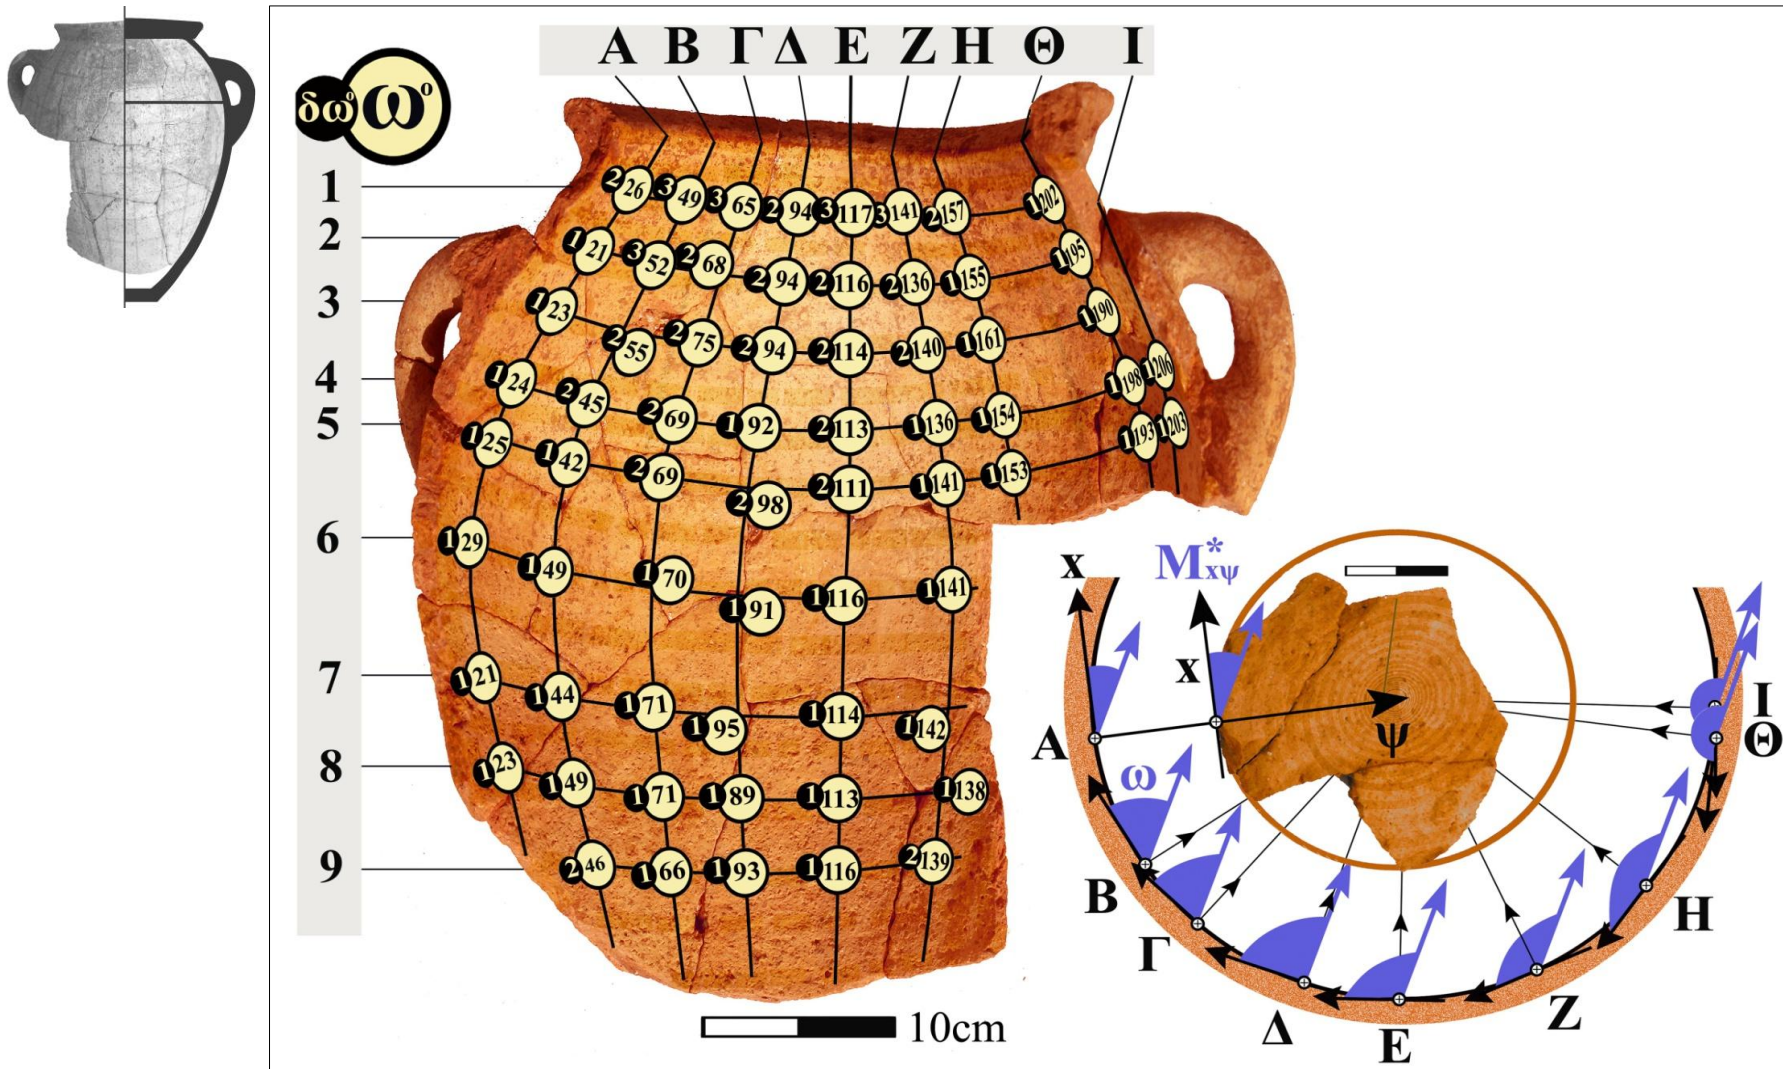 Α Β Γ Δ Ε Ζ Η Θ Ι
δω° ω°
1 2 26 3 49 3 65 2 94 3 117 3 141 2 157 1 202
2 1 21 3 52 2 68 2 94 2 116 2 136 1 155 1 195
3 1 23 2 55 2 75 2 94 2 114 2 140 1 161 1 190
4 1 24 2 45 2 69 1 92 2 113 1 136 1 154 1 198 1 206
5 1 25 1 42 2 69 2 98 2 111 1 141 1 153 1 193 1 203
6 1 29 1 49 1 70 1 91 1 116 1 141
7 1 21 1 44 1 71 1 95 1 114 1 142
8 1 23 1 49 1 71 1 89 1 113 1 138
9 2 46 1 66 1 93 1 116 2 139
10cm
x M*xψ
x
Α ψ Ι
Θ
ω
Β Η
Γ Ζ
Δ Ε